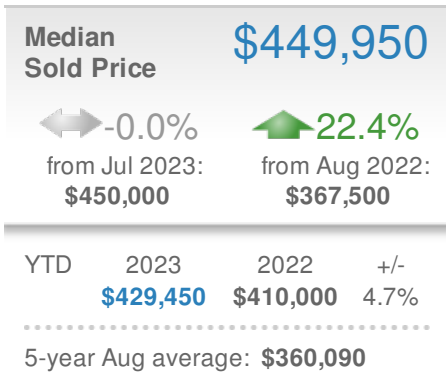 Median
Sold Price
$449,950
-0.0%
from Jul 2023:
$450,000
22.4%
from Aug 2022:
$367,500
YTD 2023 2022 +/-
$429,450 $410,000 4.7%
5-year Aug average: $360,090